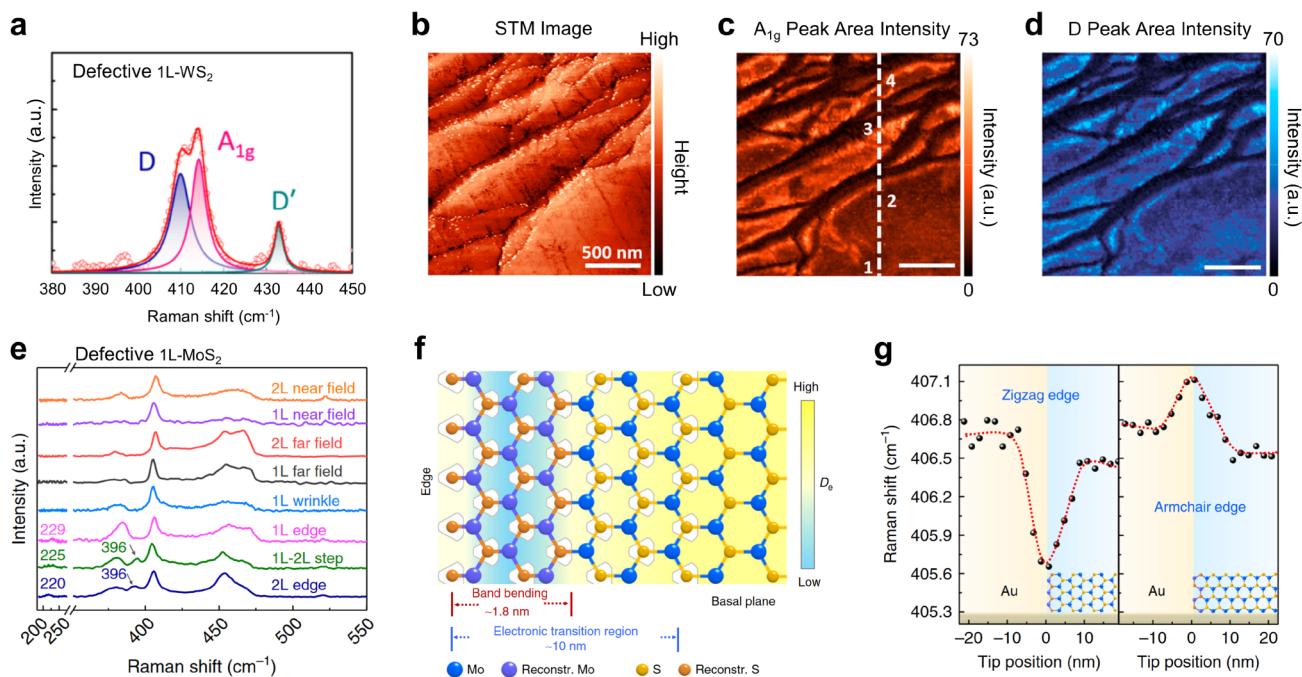 a
Defective 1L-WS₂
Intensity (a.u.)
D
A₁g
D′
380 390 400 410 420 430 440 450
Raman shift (cm⁻¹)
b
STM Image
High
Height
Low
500 nm
c
A₁g Peak Area Intensity
73
Intensity (a.u.)
0
4
3
2
1
d
D Peak Area Intensity
70
Intensity (a.u.)
0
e
Defective 1L-MoS₂
Intensity (a.u.)
2L near field
1L near field
2L far field
1L far field
1L wrinkle
229
1L edge
225
396
1L-2L step
220
396
2L edge
200 250 400 450 500 550
Raman shift (cm⁻¹)
f
Edge
High
Dₑ
Low
Band bending
~1.8 nm
Basal plane
Electronic transition region
~10 nm
Mo Reconstr. Mo S Reconstr. S
g
Raman shift (cm⁻¹)
407.1
406.8
406.5
406.2
405.9
405.6
405.3
Zigzag edge
Armchair edge
Au
Au
−20 −10 0 10
−20 −10 0 10 20
Tip position (nm)
Tip position (nm)